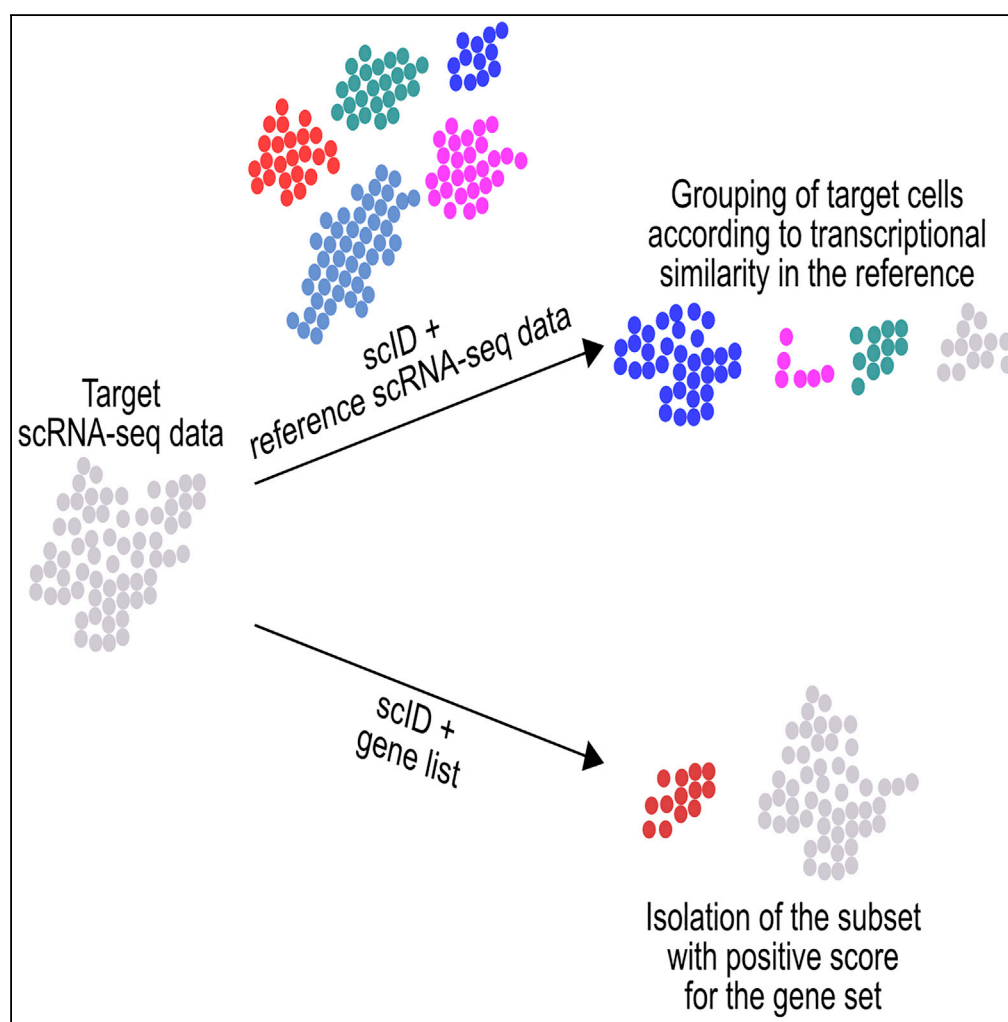 Grouping of target cells
according to transcriptional
similarity in the reference
scID +
reference scRNA-seq data
Target
scRNA-seq data
scID +
gene list
Isolation of the subset
with positive score
for the gene set